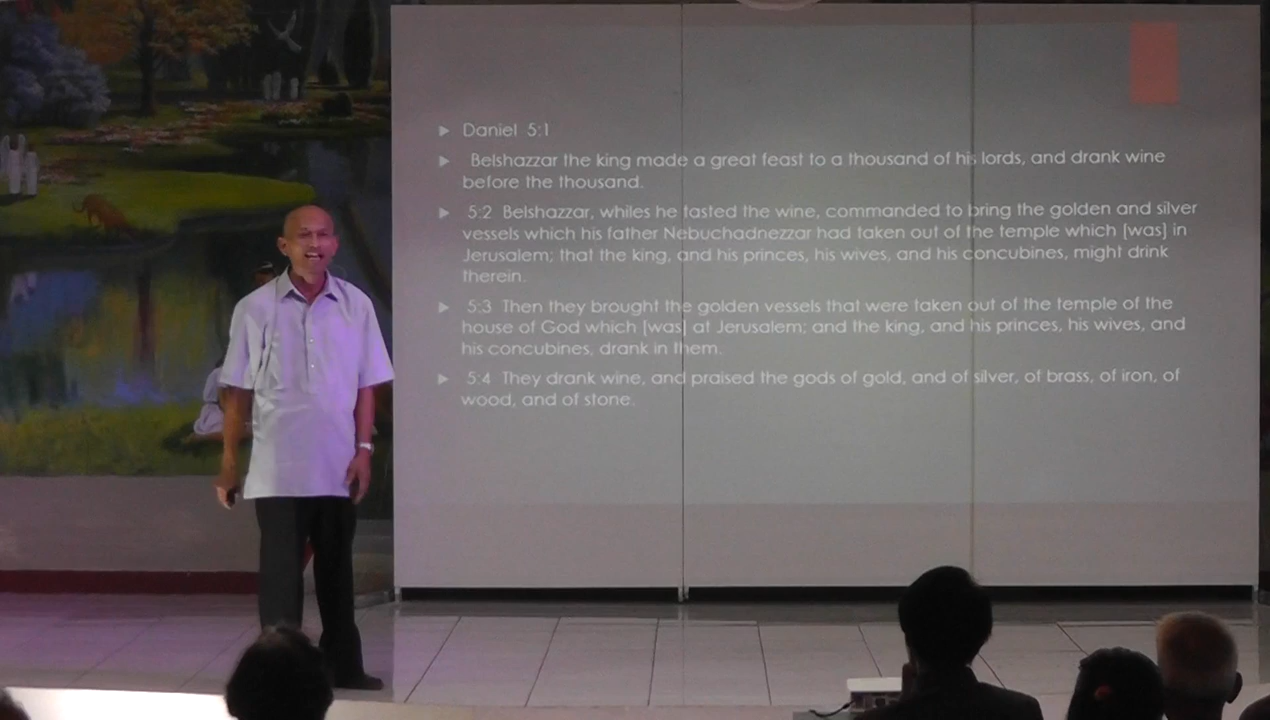 Daniel 5:1
Belshazzar the king made a great feast to a thousand of his lords, and drank wine
before the thousand.
5:2 Belshazzar, whiles he tasted the wine, commanded to bring the golden and silver
vessels which his father Nebuchadnezzar had taken out of the temple which [was] in
Jerusalem; that the king, and his princes, his wives, and his concubines, might drink
therein.
5:3 Then they brought the golden vessels that were taken out of the temple of the
house of God which [was] at Jerusalem; and the king, and his princes, his wives, and
his concubines, drank in them.
5:4 They drank wine, and praised the gods of gold, and of silver, of brass, of iron, of
wood, and of stone.